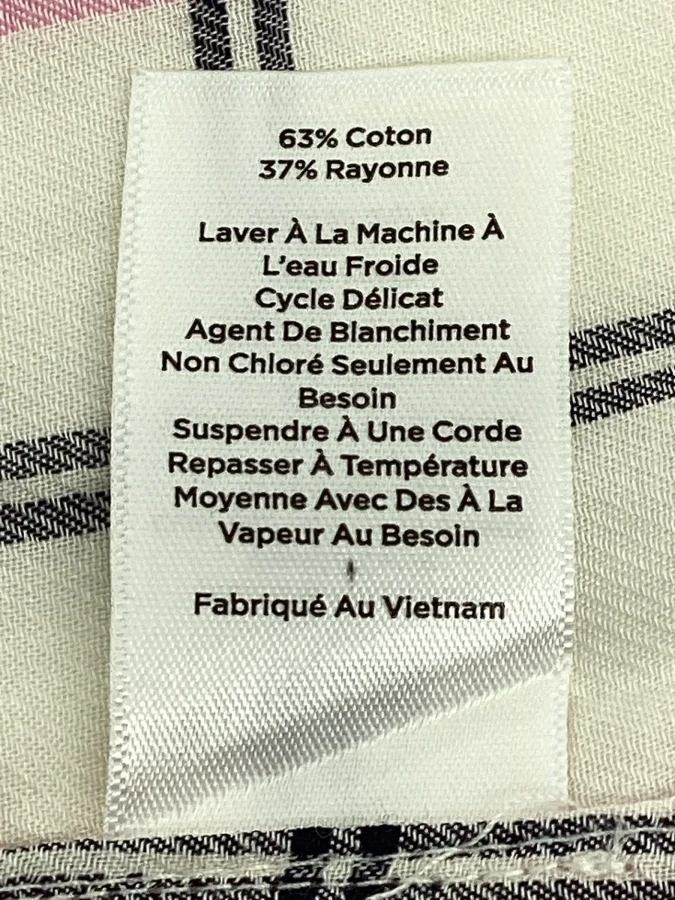 63% Coton
37% Rayonne
Laver À La Machine À
L'eau Froide
Cycle Délicat
Agent De Blanchiment
Non Chloré Seulement Au
Besoin
Suspendre À Une Corde
Repasser À Température
Moyenne Avec Des À La
Vapeur Au Besoin
Fabriqué Au Vietnam